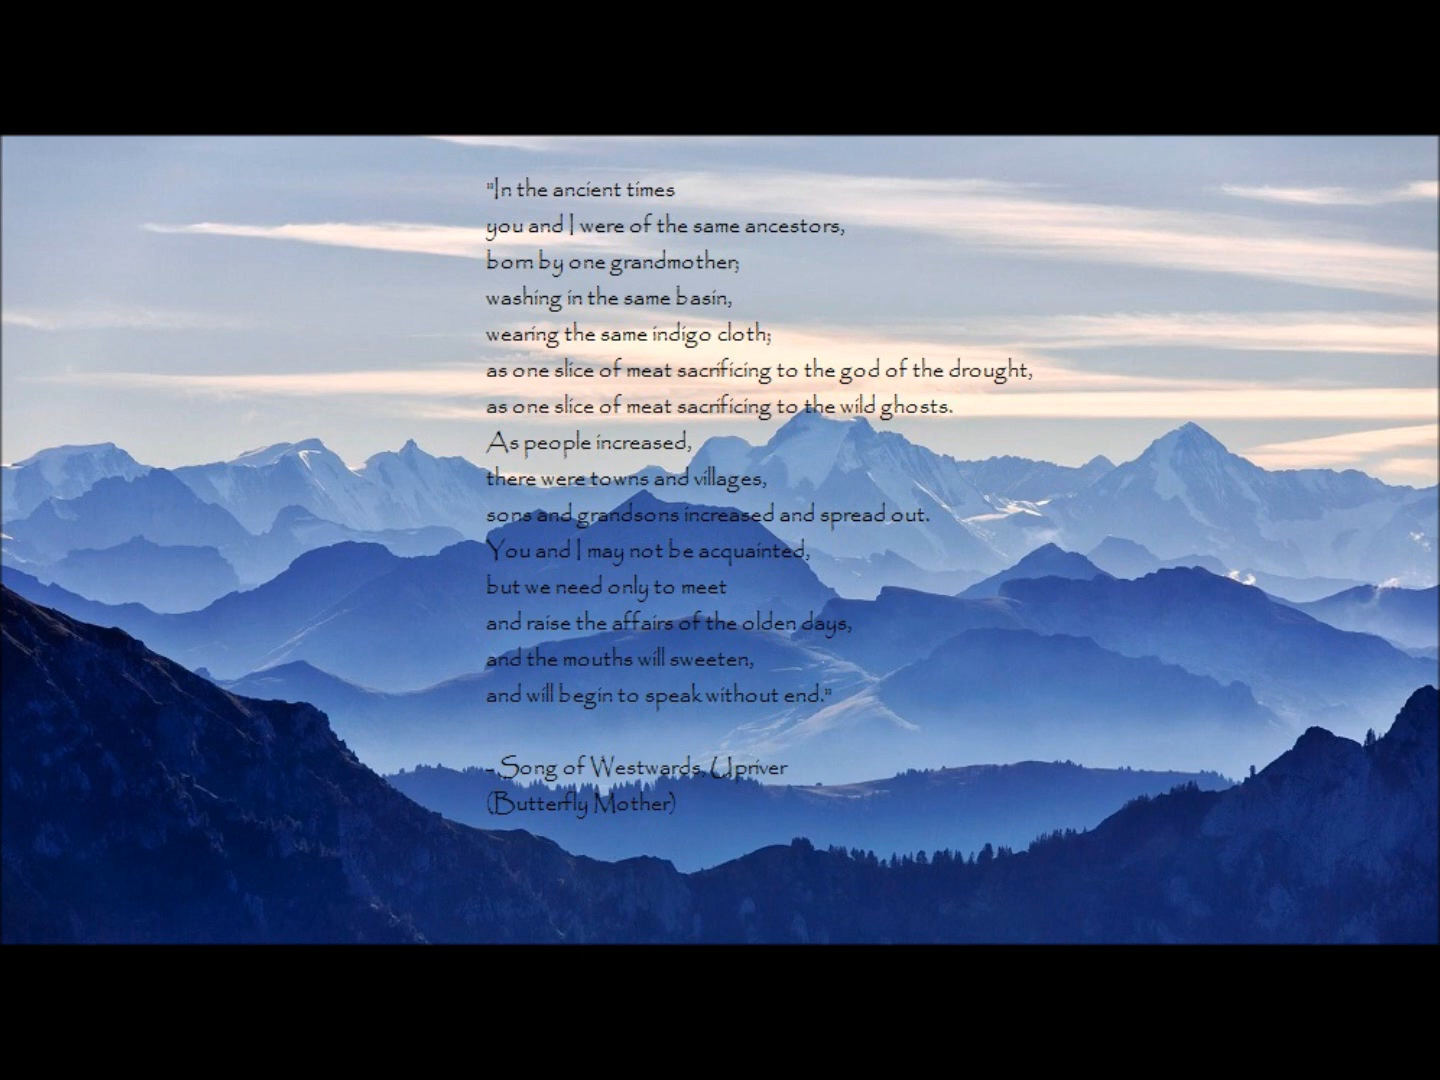 "In the ancient times
you and I were of the same ancestors,
born by one grandmother;
washing in the same basin,
wearing the same indigo cloth;
as one slice of meat sacrificing to the god of the drought,
as one slice of meat sacrificing to the wild ghosts.
As people increased,
there were towns and villages,
sons and grandsons increased and spread out.
You and I may not be acquainted,
but we need only to meet
and raise the affairs of the olden days,
and the mouths will sweeten,
and will begin to speak without end."
- Song of Westwards, Upriver
(Butterfly Mother)